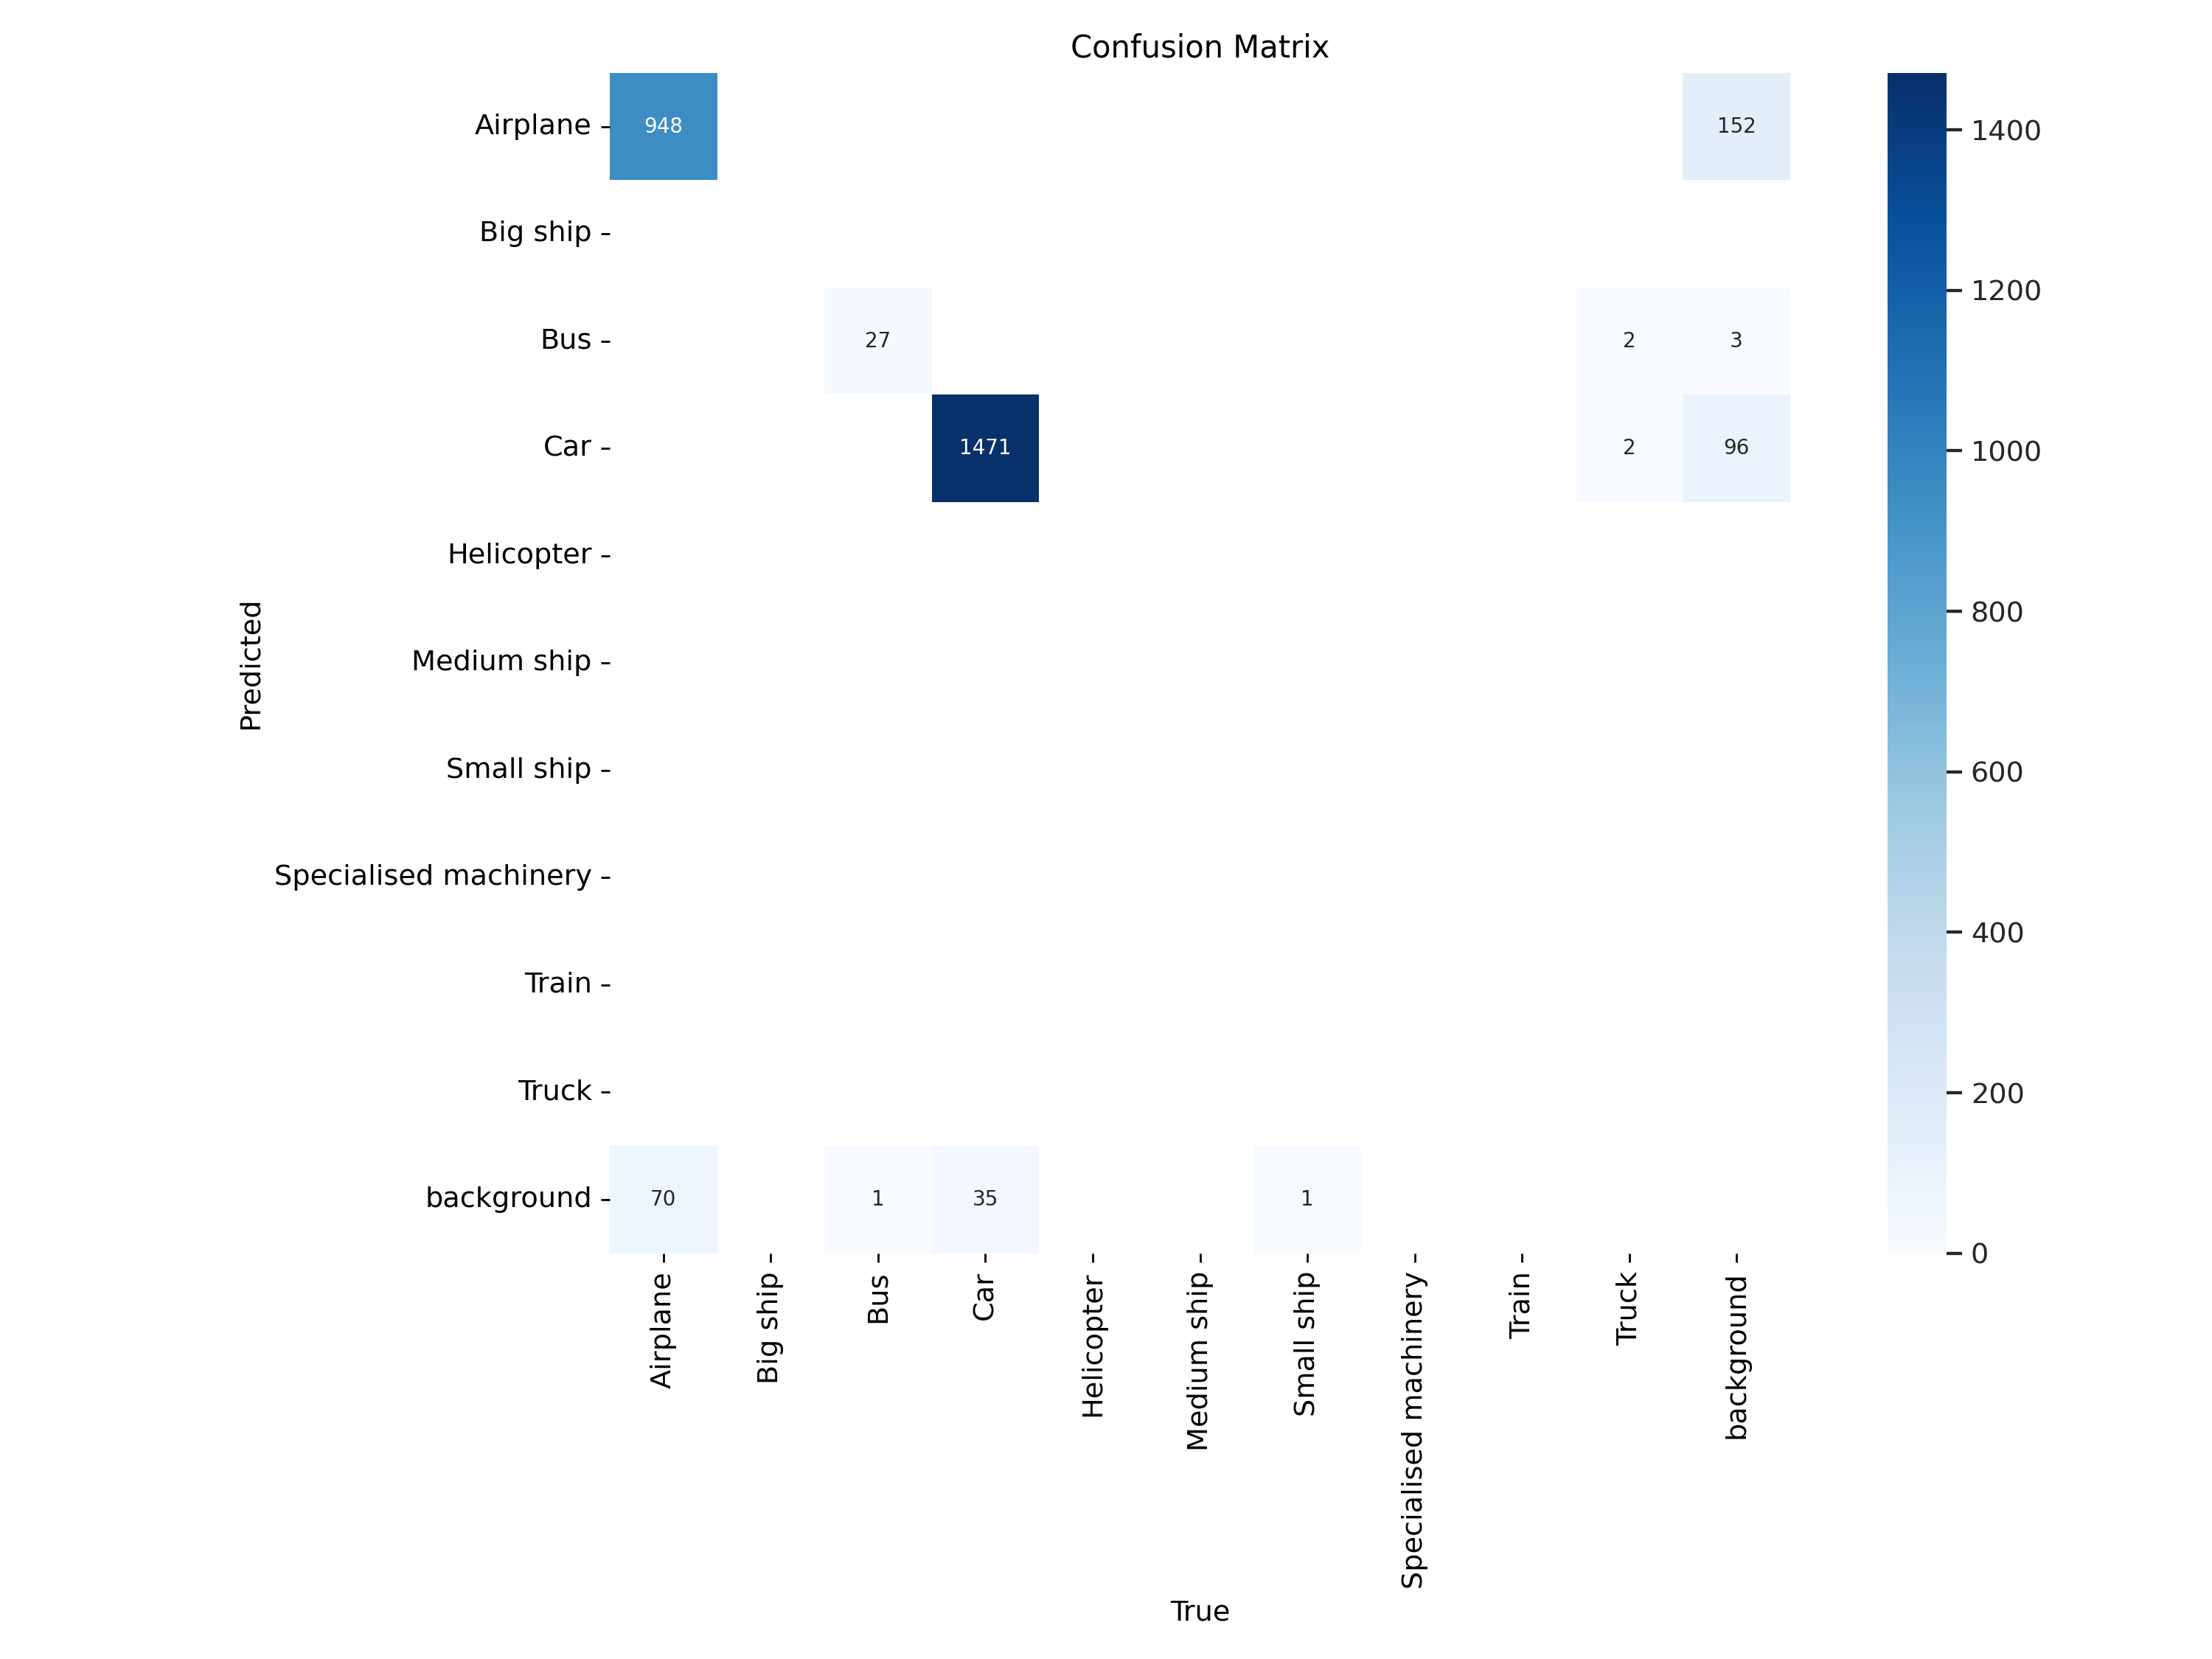 Confusion Matrix
Airplane
948
152
1400
Big ship
1200
Bus
27
2
3
Car
1471
2
96
1000
Helicopter
800
Predicted
Medium ship
600
Small ship
Specialised machinery
400
Train
Truck
200
background
70
1
35
1
0
Airplane
Big ship
Bus
Car
Helicopter
Medium ship
Small ship
Specialised machinery
Train
Truck
background
True